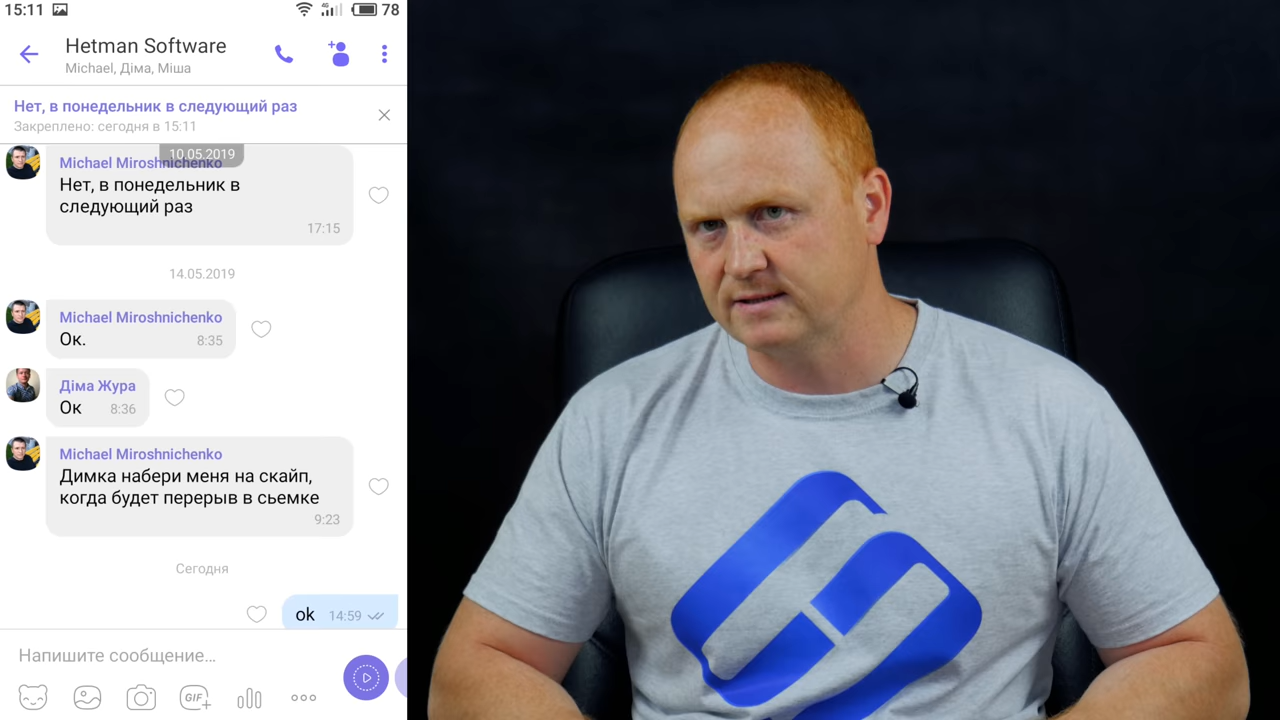 15:11
4G
78
Hetman Software
Michael, Діма, Міша
Нет, в понедельник в следующий раз
Закреплено: сегодня в 15:11
10.05.2019
Michael Miroshnichenko
Нет, в понедельник в
следующий раз
17:15
14.05.2019
Michael Miroshnichenko
Ок.
8:35
Діма Жура
Ок
8:36
Michael Miroshnichenko
Димка набери меня на скайп,
когда будет перерыв в сьемке
9:23
Сегодня
ok
14:59
Напишите сообщение...
GIF